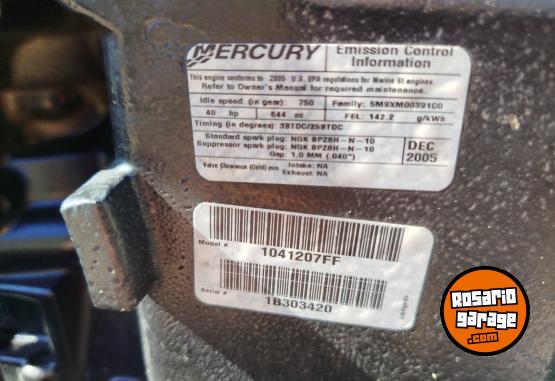 MERCURY
Emission Control
Information
This engine conforms to 2005 U.S. EPA regulations for Marine SI engines.
Refer to Owner's Manual for required maintenance.
Idle speed (in gear): 750
Family: 5M9XM00391C0
40 hp 644 cc
FEL: 142.2 g/kWh
Timing (in degrees): 3BTDC/25BTDC
Standard spark plug: NGK BPZ8H-N-10
Suppressor spark plug: NGK BPZ8H-N-10
Gap: 1.0 MM (.040")
DEC
2005
Valve Clearance (Cold) mm Intake: NA
Exhaust: NA
Model #
1041207FF
Serial #
1B303420
Rosario
garage
.com